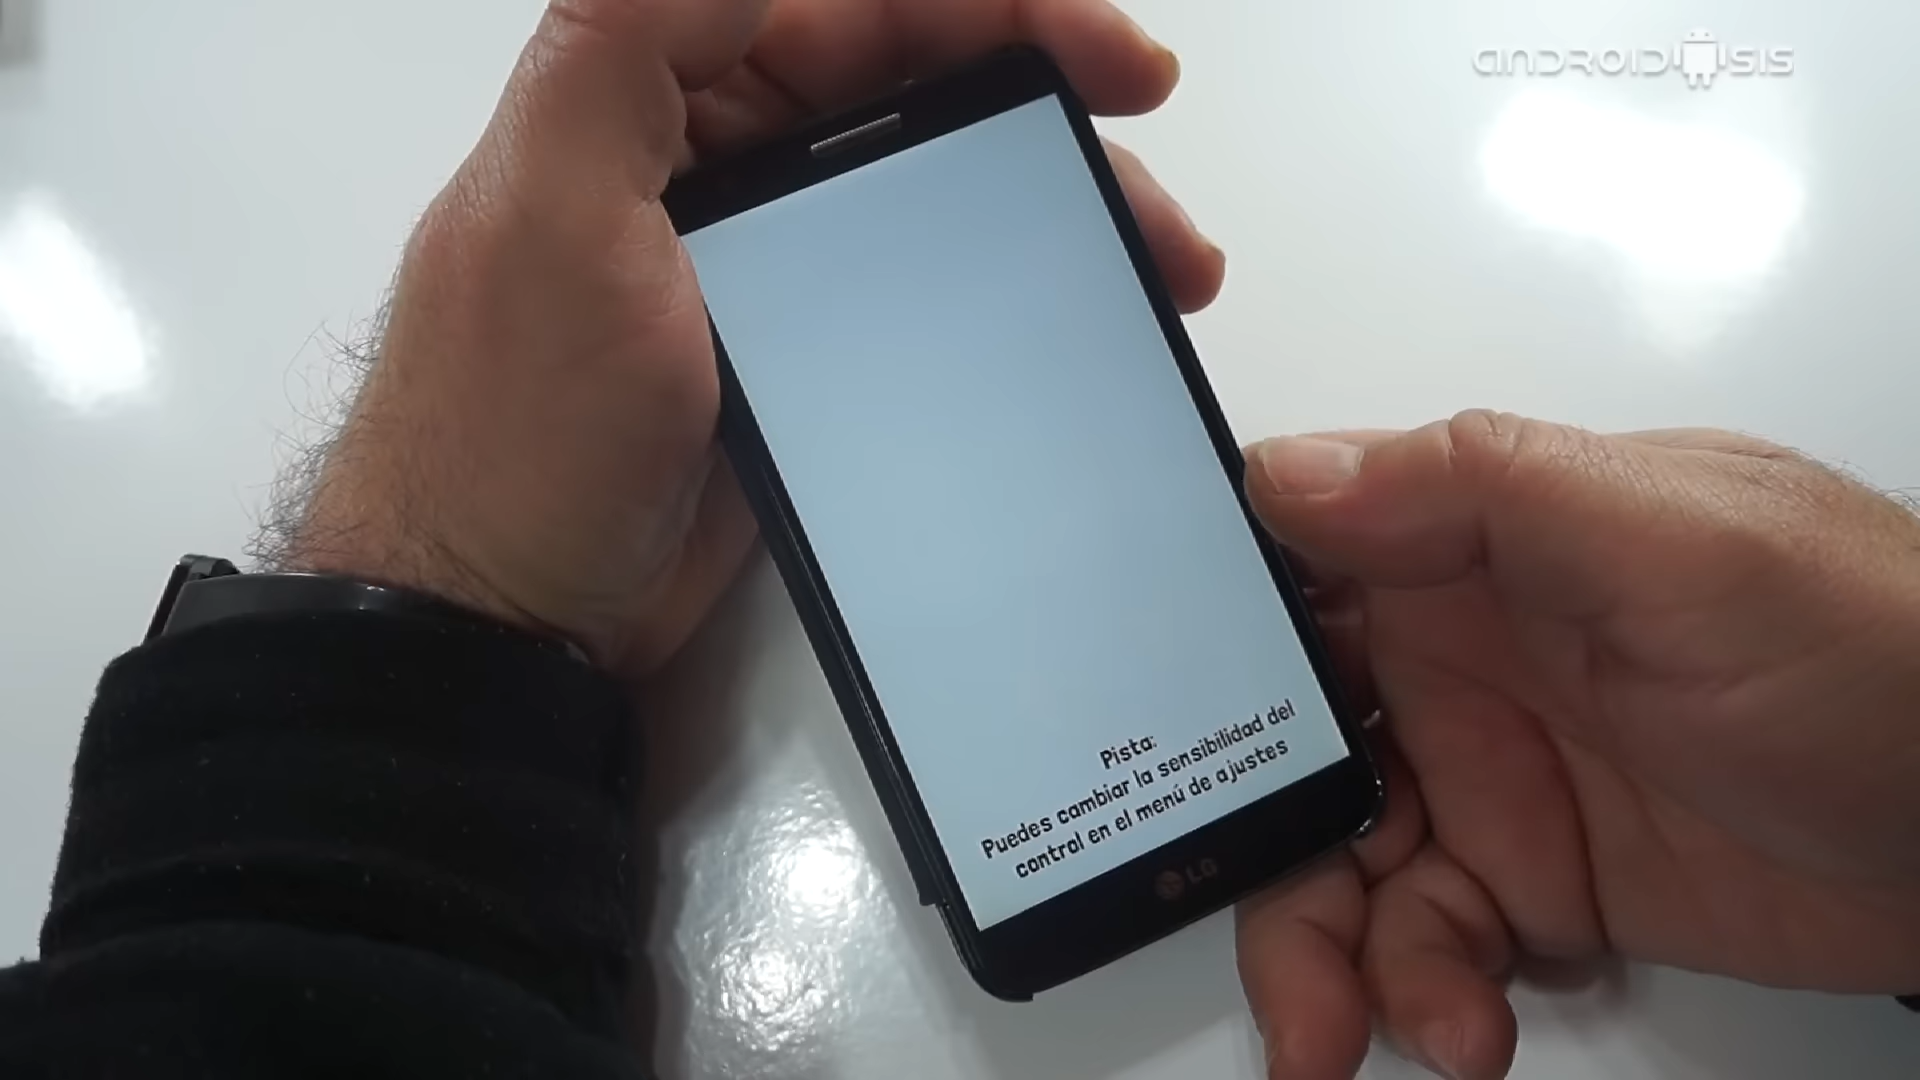 ANDROIDSIS
Pista:
Puedes cambiar la sensibilidad del
control en el menú de ajustes
LG